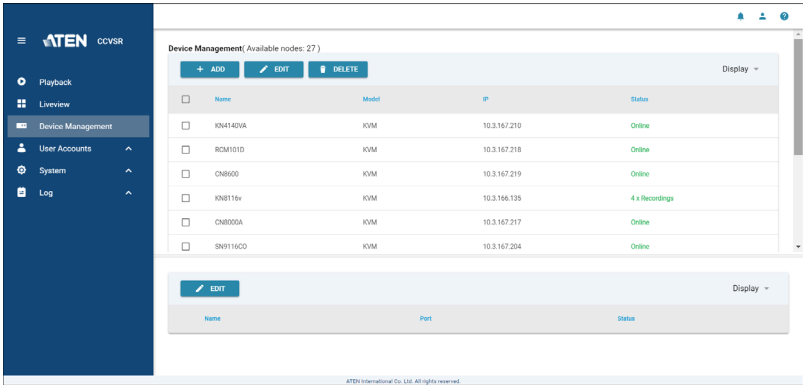 ATEN CCVSR
Playback
Liveview
Device Management
User Accounts
System
Log
Device Management( Available nodes: 27 )
+ ADD EDIT DELETE Display
Name Model IP Status
KN4140VA KVM 10.3.167.210 Online
RCM101D KVM 10.3.167.218 Online
CN8600 KVM 10.3.167.219 Online
KN8116v KVM 10.3.166.135 4.x Recordings
CN8000A KVM 10.3.167.217 Online
SN9116CO KVM 10.3.167.204 Online
EDIT Display
Name Port Status
ATEN International Co. Ltd. All rights reserved.